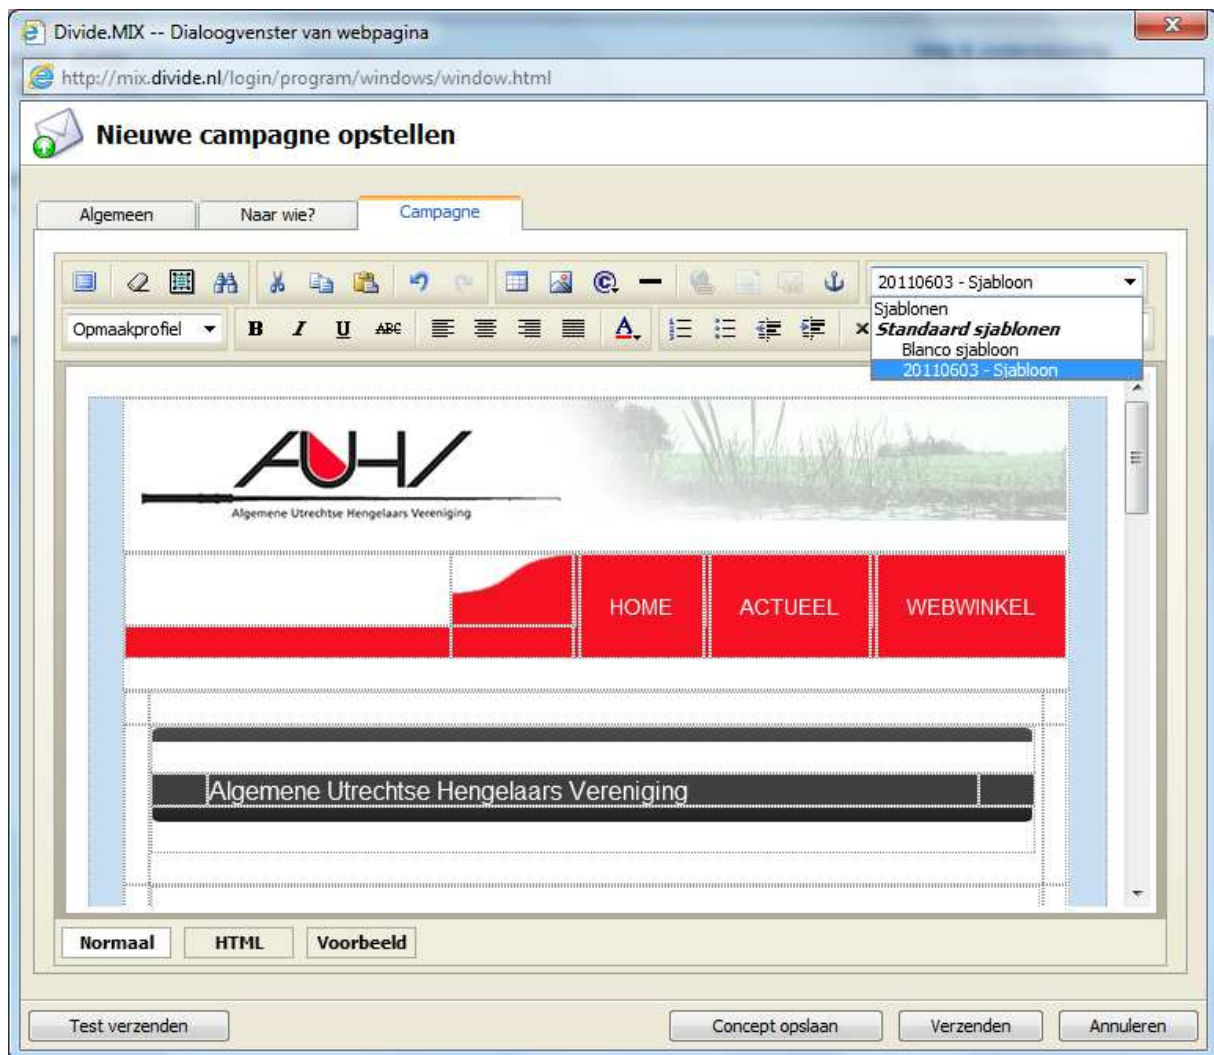 Divide.MIX -- Dialoogvenster van webpagina
http://mix.divide.nl/login/program/windows/window.html
Nieuwe campagne opstellen
Algemeen Naar wie? Campagne
20110603 - Sjabloon
Sjablonen
Standaard sjablonen
Blanco sjabloon
20110603 - Sjabloon
Opmaakprofiel B I U ABC A
AUHV
Algemene Utrechtse Hengelaars Vereniging
HOME ACTUEEL WEBWINKEL
Algemene Utrechtse Hengelaars Vereniging
Normaal HTML Voorbeeld
Test verzenden Concept opslaan Verzenden Annuleren